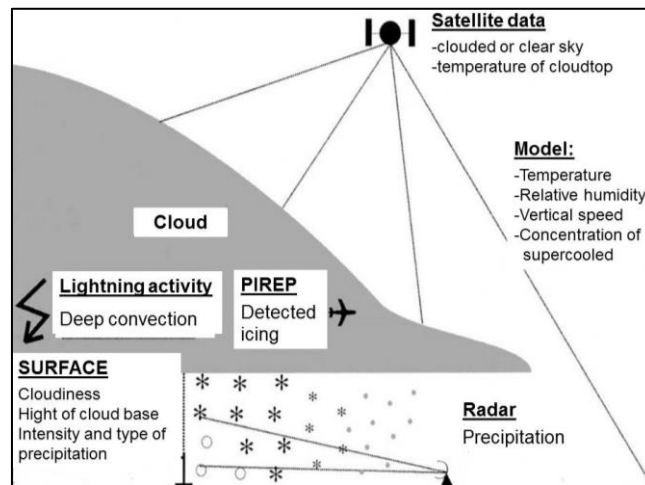 Satellite data
-clouded or clear sky
-temperature of cloudtop
Model:
-Temperature
-Relative humidity
-Vertical speed
-Concentration of
supercooled
Cloud
Lightning activity
Deep convection
PIREP
Detected
icing
SURFACE
Cloudiness
Hight of cloud base
Intensity and type of
precipitation
Radar
Precipitation